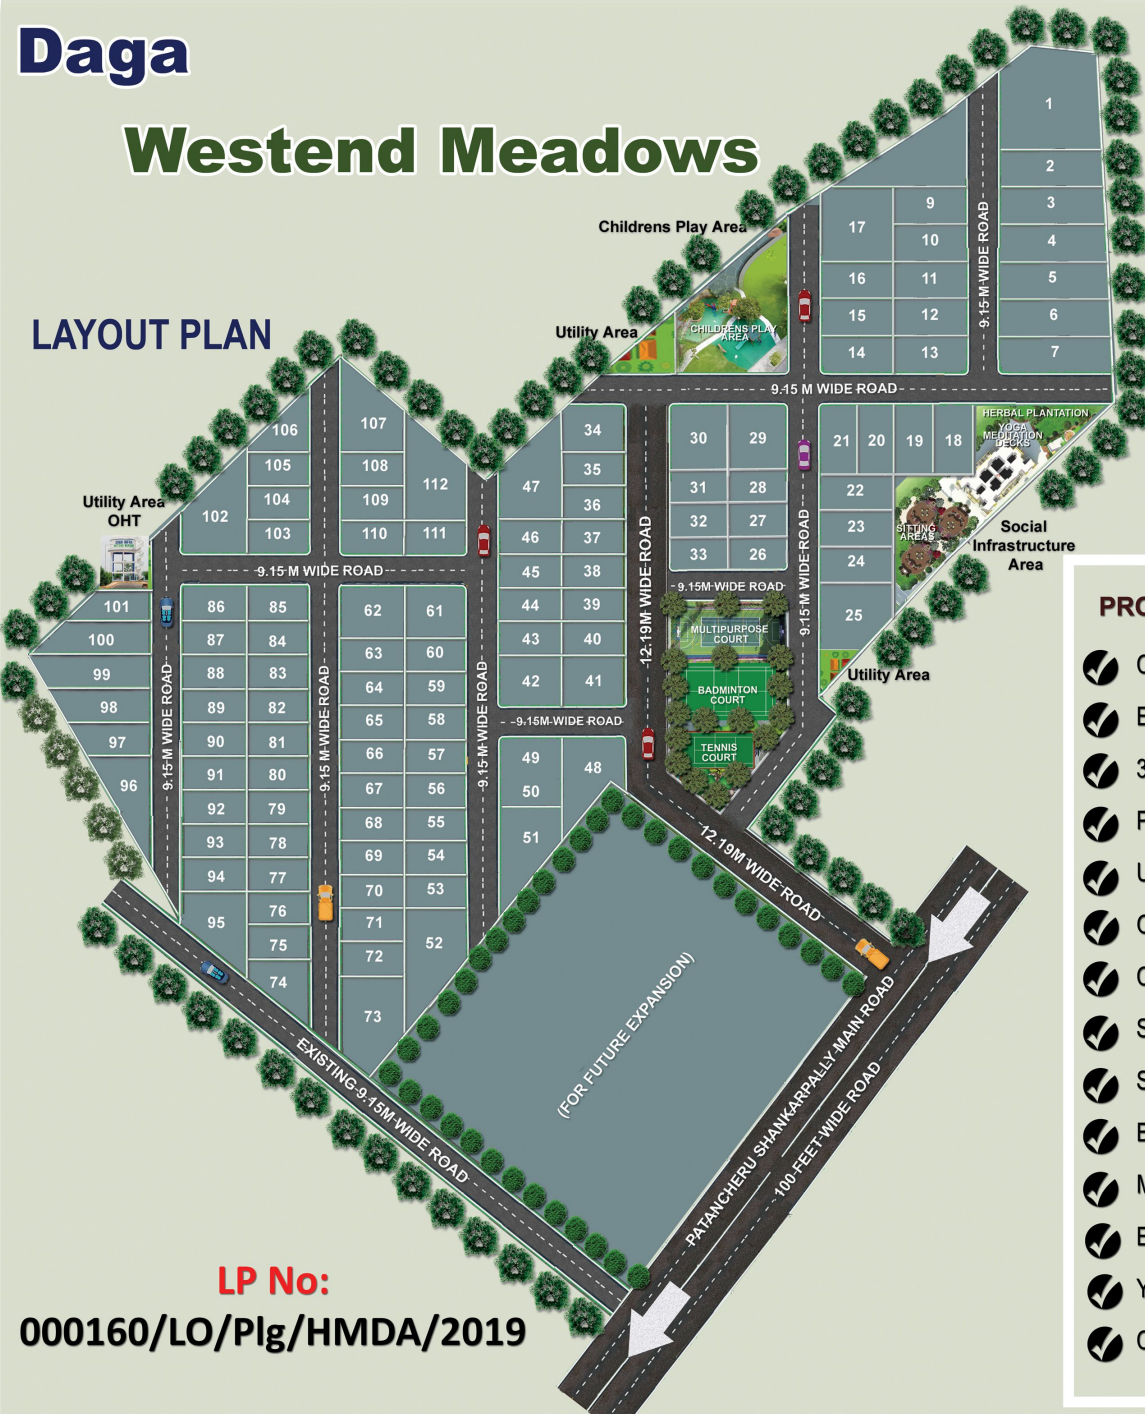 Daga
Westend Meadows
LAYOUT PLAN
Childrens Play Area
Utility Area
CHILDRENS PLAY
AREA
1
2
3
4
5
6
7
9
10
11
12
13
14
15
16
17
9.15 M WIDE ROAD
9.15 M WIDE ROAD
HERBAL PLANTATION
YOGA
MEDITATION
DECKS
SITTING
AREAS
Social
Infrastructure
Area
21
20
19
18
22
23
24
25
Utility Area
30
29
31
28
32
27
33
26
9.15M WIDE ROAD
9.15 M WIDE ROAD
MULTIPURPOSE
COURT
BADMINTON
COURT
TENNIS
COURT
12.19M WIDE ROAD
34
35
36
47
46
37
45
38
44
39
43
40
42
41
9.15M WIDE ROAD
49
48
50
51
106
105
104
103
102
107
108
109
110
112
111
Utility Area
OHT
9.15 M WIDE ROAD
101
100
99
98
97
96
9.15 M WIDE ROAD
86
85
87
84
88
83
89
82
90
81
91
80
92
79
93
78
94
77
95
76
75
74
9.15 M WIDE ROAD
62
61
63
60
64
59
65
58
66
57
67
56
68
55
69
54
70
53
71
52
72
73
9.15 M WIDE ROAD
12.19M WIDE ROAD
(FOR FUTURE EXPANSION)
EXISTING 9.15M WIDE ROAD
PATANCHERU SHANKARPALLY MAIN ROAD
100 FEET WIDE ROAD
LP No:
000160/LO/Plg/HMDA/2019
PRO
3